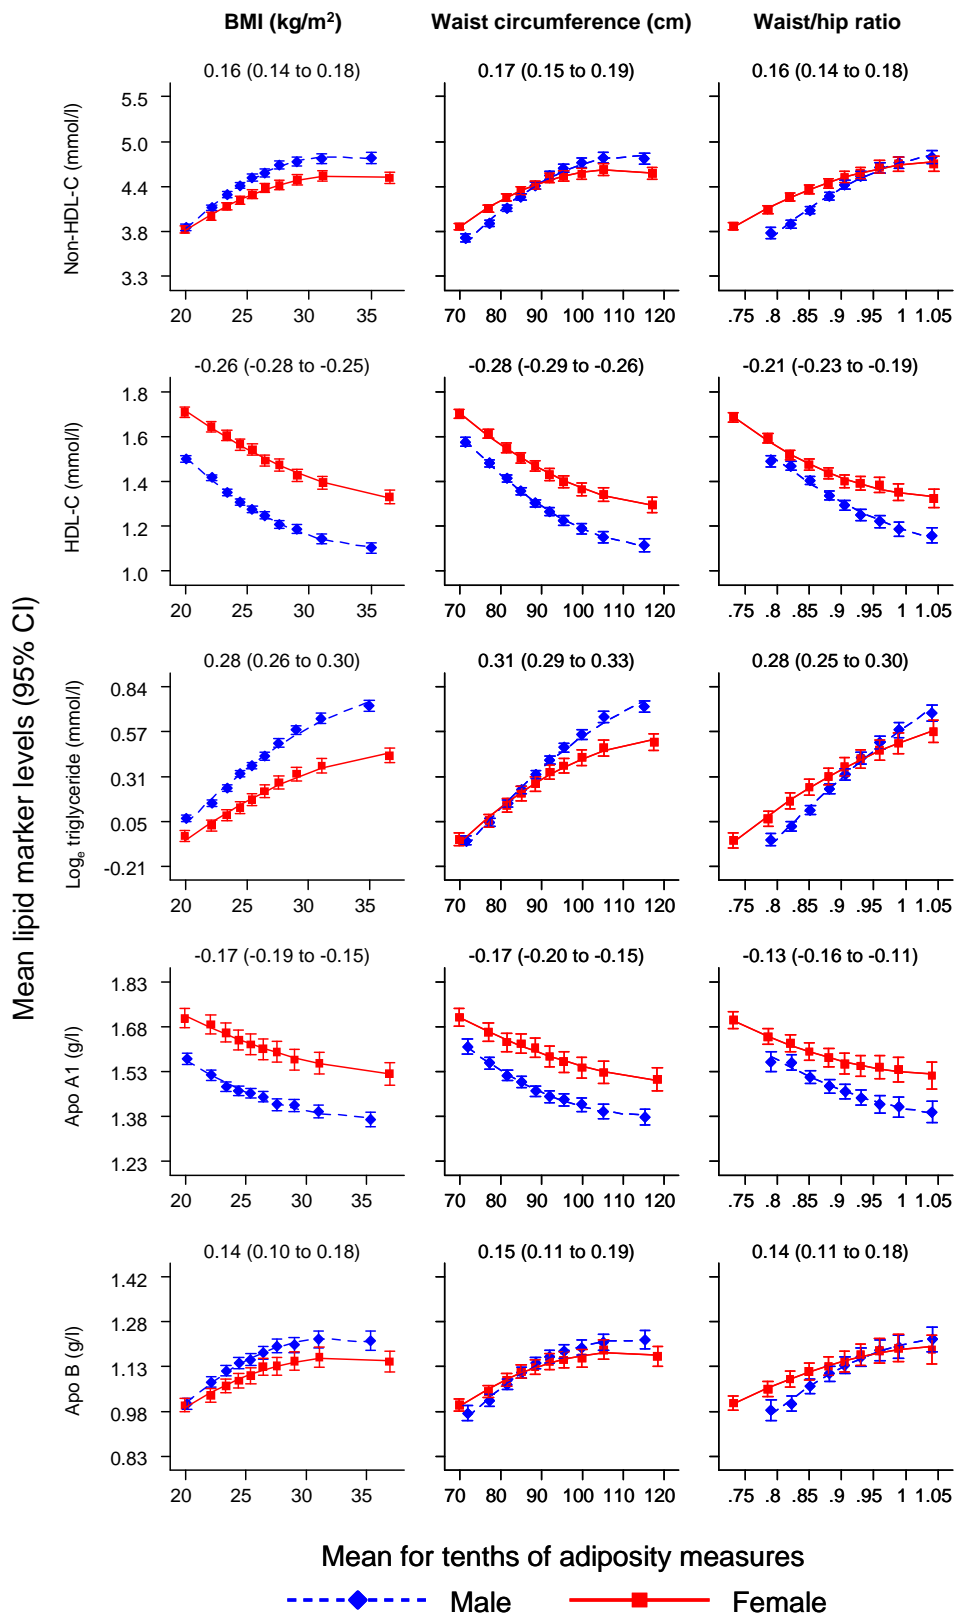 BMI (kg/m²) Waist circumference (cm) Waist/hip ratio
0.16 (0.14 to 0.18) 0.17 (0.15 to 0.19) 0.16 (0.14 to 0.18)
Non-HDL-C (mmol/l)
5.5
5.0
4.4
3.8
3.3
20 25 30 35 70 80 90 100 120 .75 .8 .85 .9 .95 1 1.05
-0.26 (-0.28 to -0.25) -0.28 (-0.29 to -0.26) -0.21 (-0.23 to -0.19)
HDL-C (mmol/l)
1.8
1.6
1.4
1.2
1.0
20 25 30 35 70 80 90 100 120 .75 .8 .85 .9 .95 1 1.05
Mean lipid marker levels (95% CI)
0.28 (0.26 to 0.30) 0.31 (0.29 to 0.33) 0.28 (0.25 to 0.30)
Logₑ triglyceride (mmol/l)
0.84
0.57
0.31
0.05
-0.21
20 25 30 35 70 80 90 100 120 .75 .8 .85 .9 .95 1 1.05
-0.17 (-0.19 to -0.15) -0.17 (-0.20 to -0.15) -0.13 (-0.16 to -0.11)
Apo A1 (g/l)
1.83
1.68
1.53
1.38
1.23
20 25 30 35 70 80 90 100 120 .75 .8 .85 .9 .95 1 1.05
0.14 (0.10 to 0.18) 0.15 (0.11 to 0.19) 0.14 (0.11 to 0.18)
Apo B (g/l)
1.42
1.28
1.13
0.98
0.83
20 25 30 35 70 80 90 100 120 .75 .8 .85 .9 .95 1 1.05
Mean for tenths of adiposity measures
Male Female